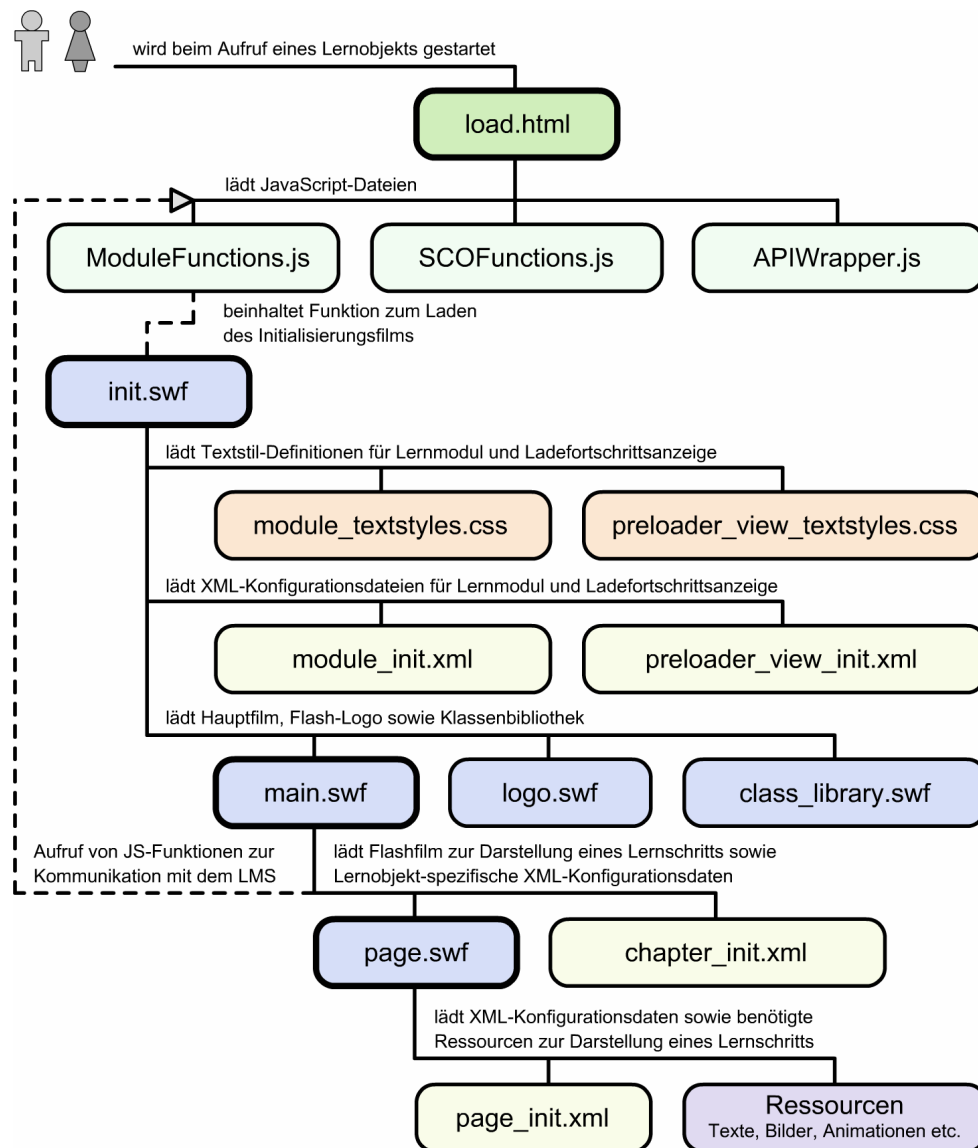 wird beim Aufruf eines Lernobjekts gestartet
load.html
lädt JavaScript-Dateien
ModuleFunctions.js
SCOFunctions.js
APIWrapper.js
beinhaltet Funktion zum Laden
des Initialisierungsfilms
init.swf
lädt Textstil-Definitionen für Lernmodul und Ladefortschrittsanzeige
module_textstyles.css
preloader_view_textstyles.css
lädt XML-Konfigurationsdateien für Lernmodul und Ladefortschrittsanzeige
module_init.xml
preloader_view_init.xml
lädt Hauptfilm, Flash-Logo sowie Klassenbibliothek
main.swf
logo.swf
class_library.swf
Aufruf von JS-Funktionen zur
Kommunikation mit dem LMS
lädt Flashfilm zur Darstellung eines Lernschritts sowie
Lernobjekt-spezifische XML-Konfigurationsdaten
page.swf
chapter_init.xml
lädt XML-Konfigurationsdaten sowie benötigte
Ressourcen zur Darstellung eines Lernschritts
page_init.xml
Ressourcen
Texte, Bilder, Animationen etc.